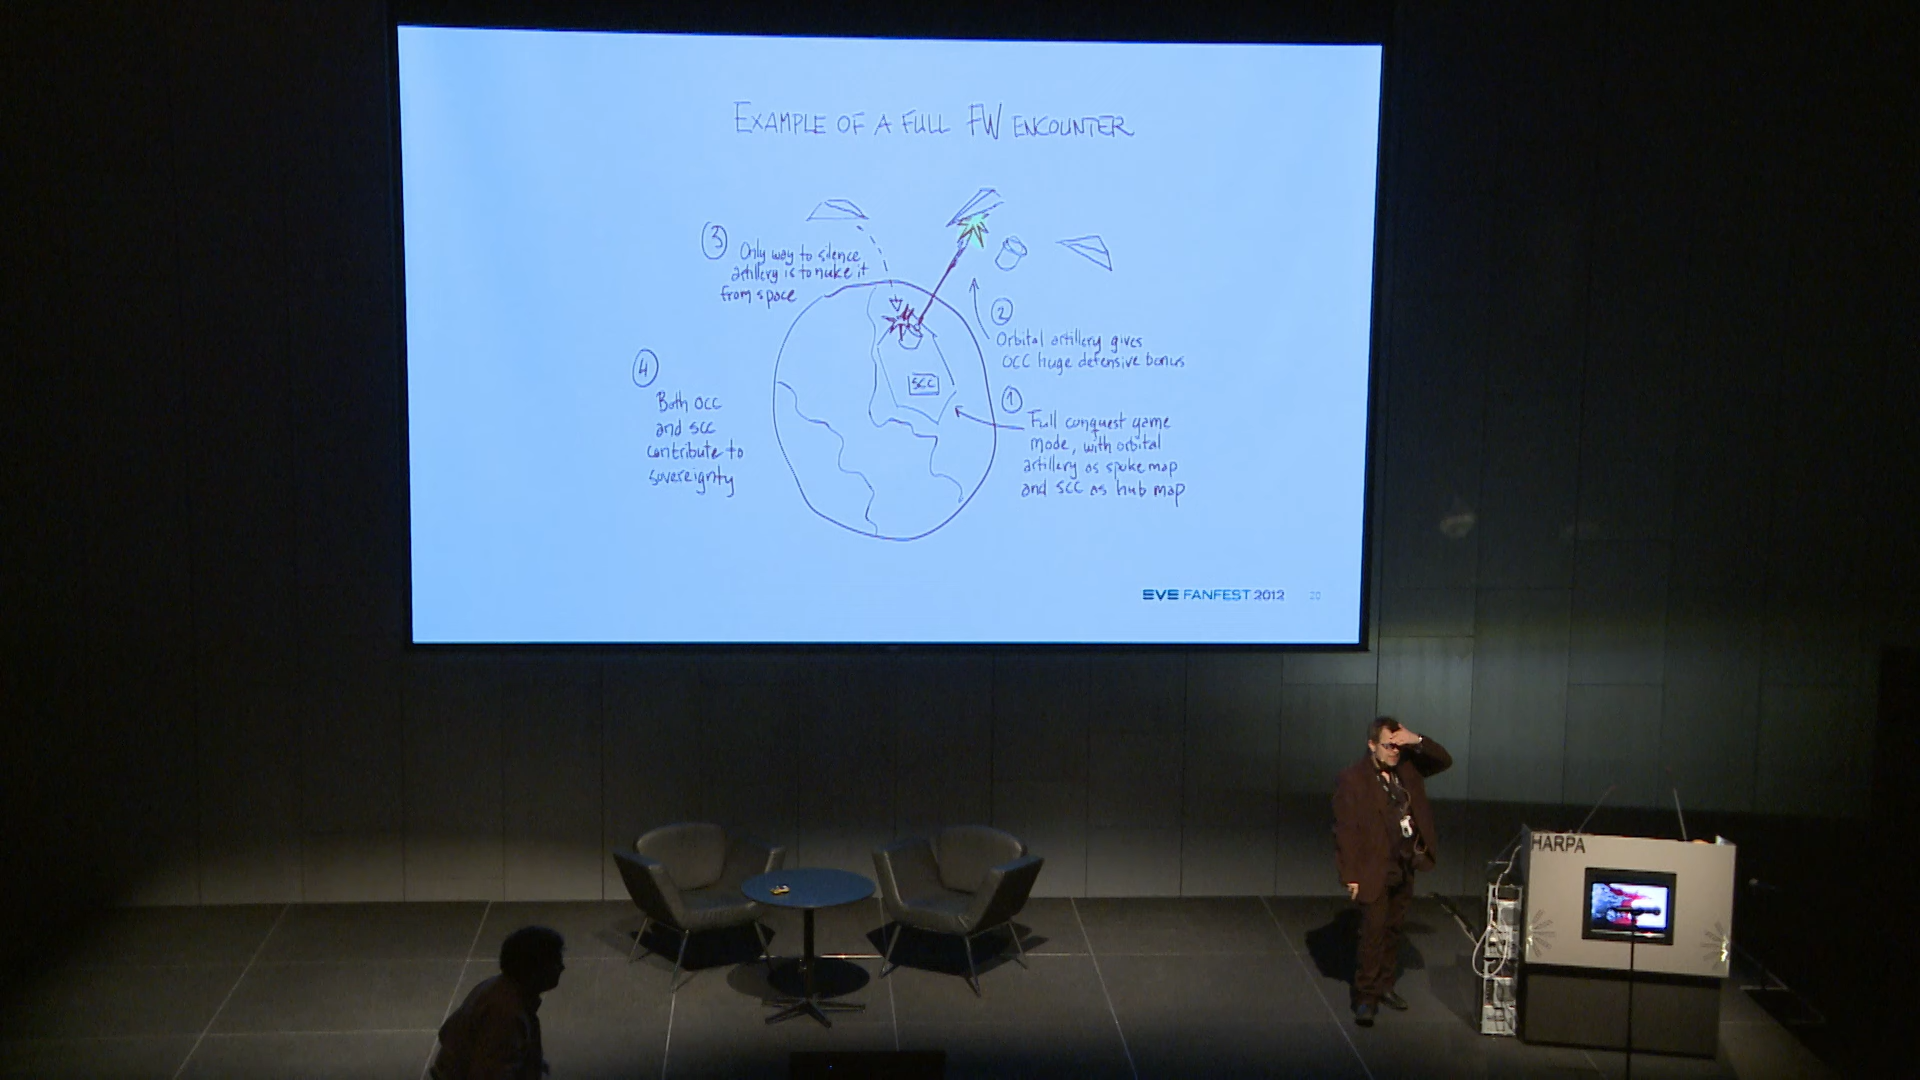 EXAMPLE OF A FULL FW ENCOUNTER
3
Only way to silence
artillery is to nuke it
from space
2
Orbital artillery gives
OCC huge defensive bonus
SCC
1
Full conquest game
mode, with orbital
artillery as spoke map
and SCC as hub map
4
Both OCC
and SCC
contribute to
sovereignty
EVE FANFEST 2012 20
HARPA